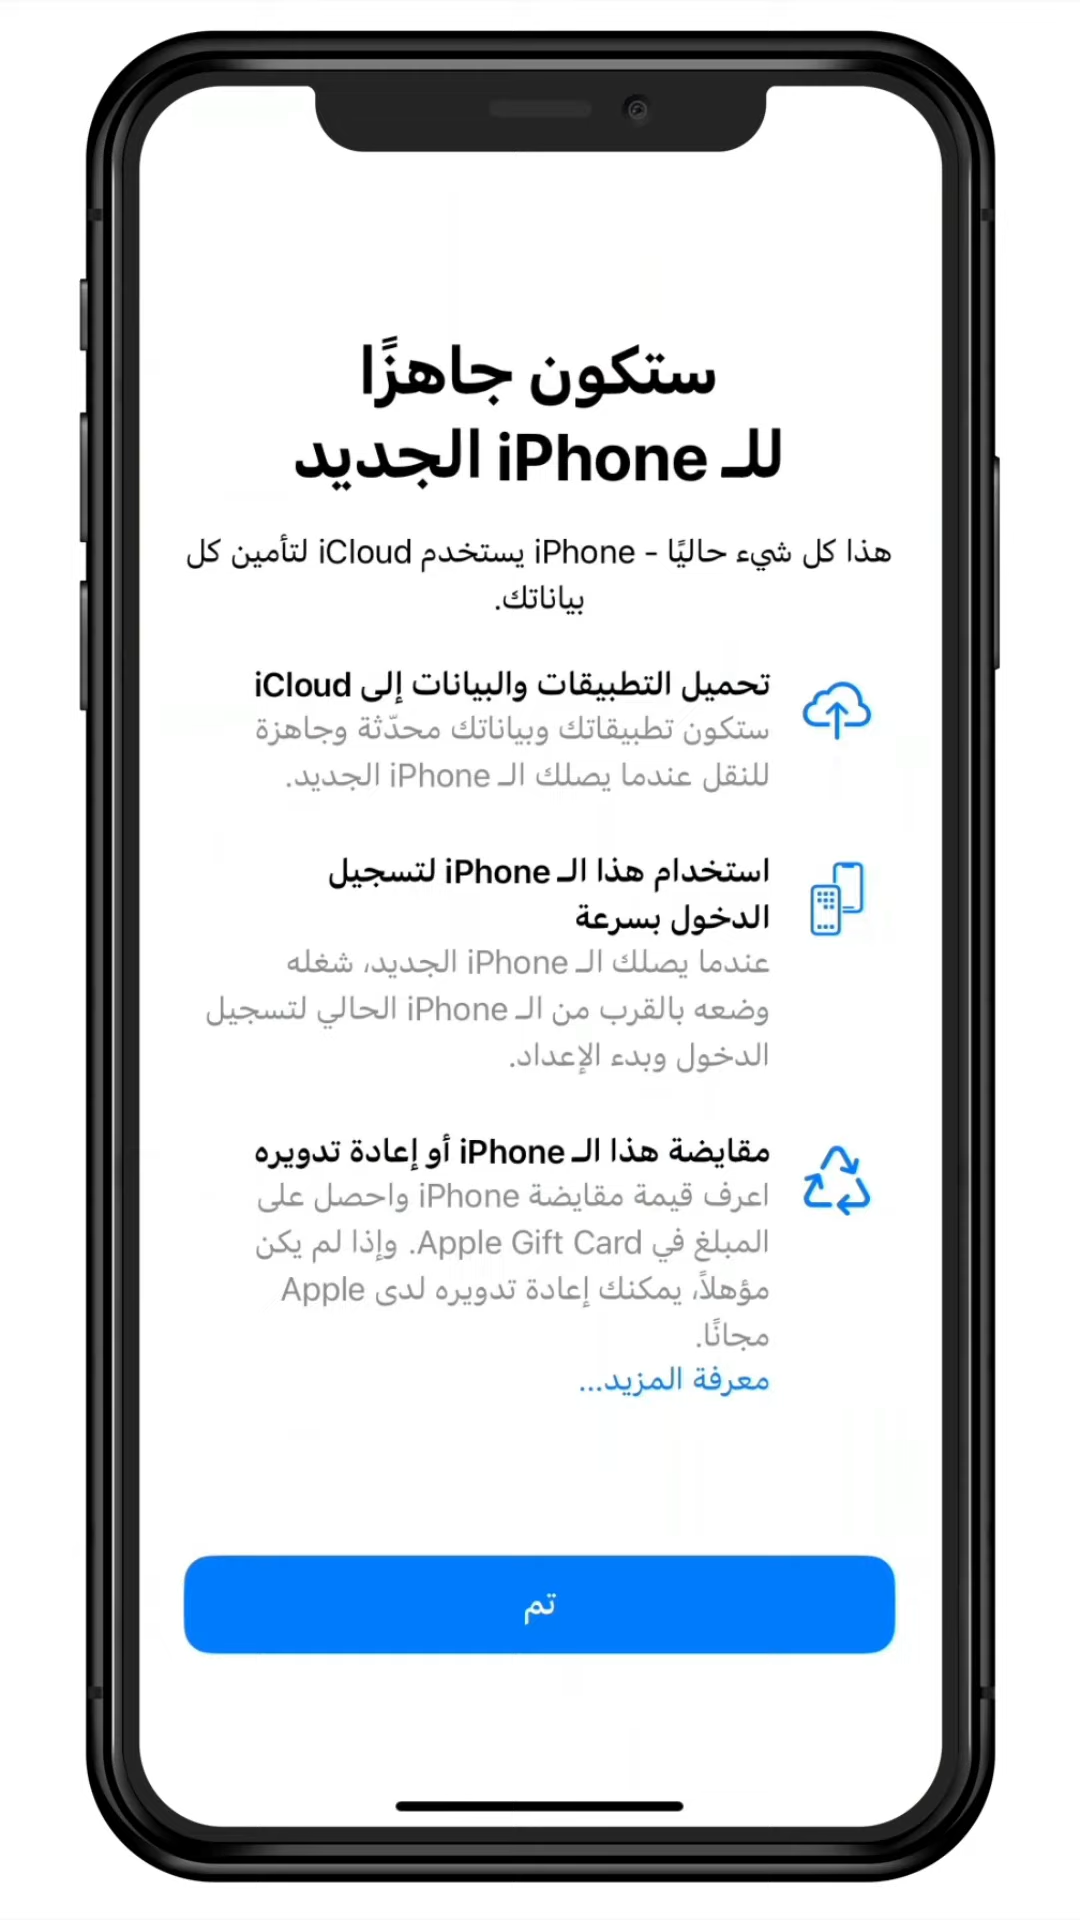 ستكون جاهزًا
للـ iPhone الجديد
هذا كل شيء حاليًا - iPhone يستخدم iCloud لتأمين كل
بياناتك.
تحميل التطبيقات والبيانات إلى iCloud
ستكون تطبيقاتك وبياناتك محدّثة وجاهزة
للنقل عندما يصلك الـ iPhone الجديد.
استخدام هذا الـ iPhone لتسجيل
الدخول بسرعة
عندما يصلك الـ iPhone الجديد، شغله
وضعه بالقرب من الـ iPhone الحالي لتسجيل
الدخول وبدء الإعداد.
مقايضة هذا الـ iPhone أو إعادة تدويره
اعرف قيمة مقايضة iPhone واحصل على
المبلغ في Apple Gift Card. وإذا لم يكن
مؤهلاً، يمكنك إعادة تدويره لدى Apple
مجانًا.
معرفة المزيد...
تم